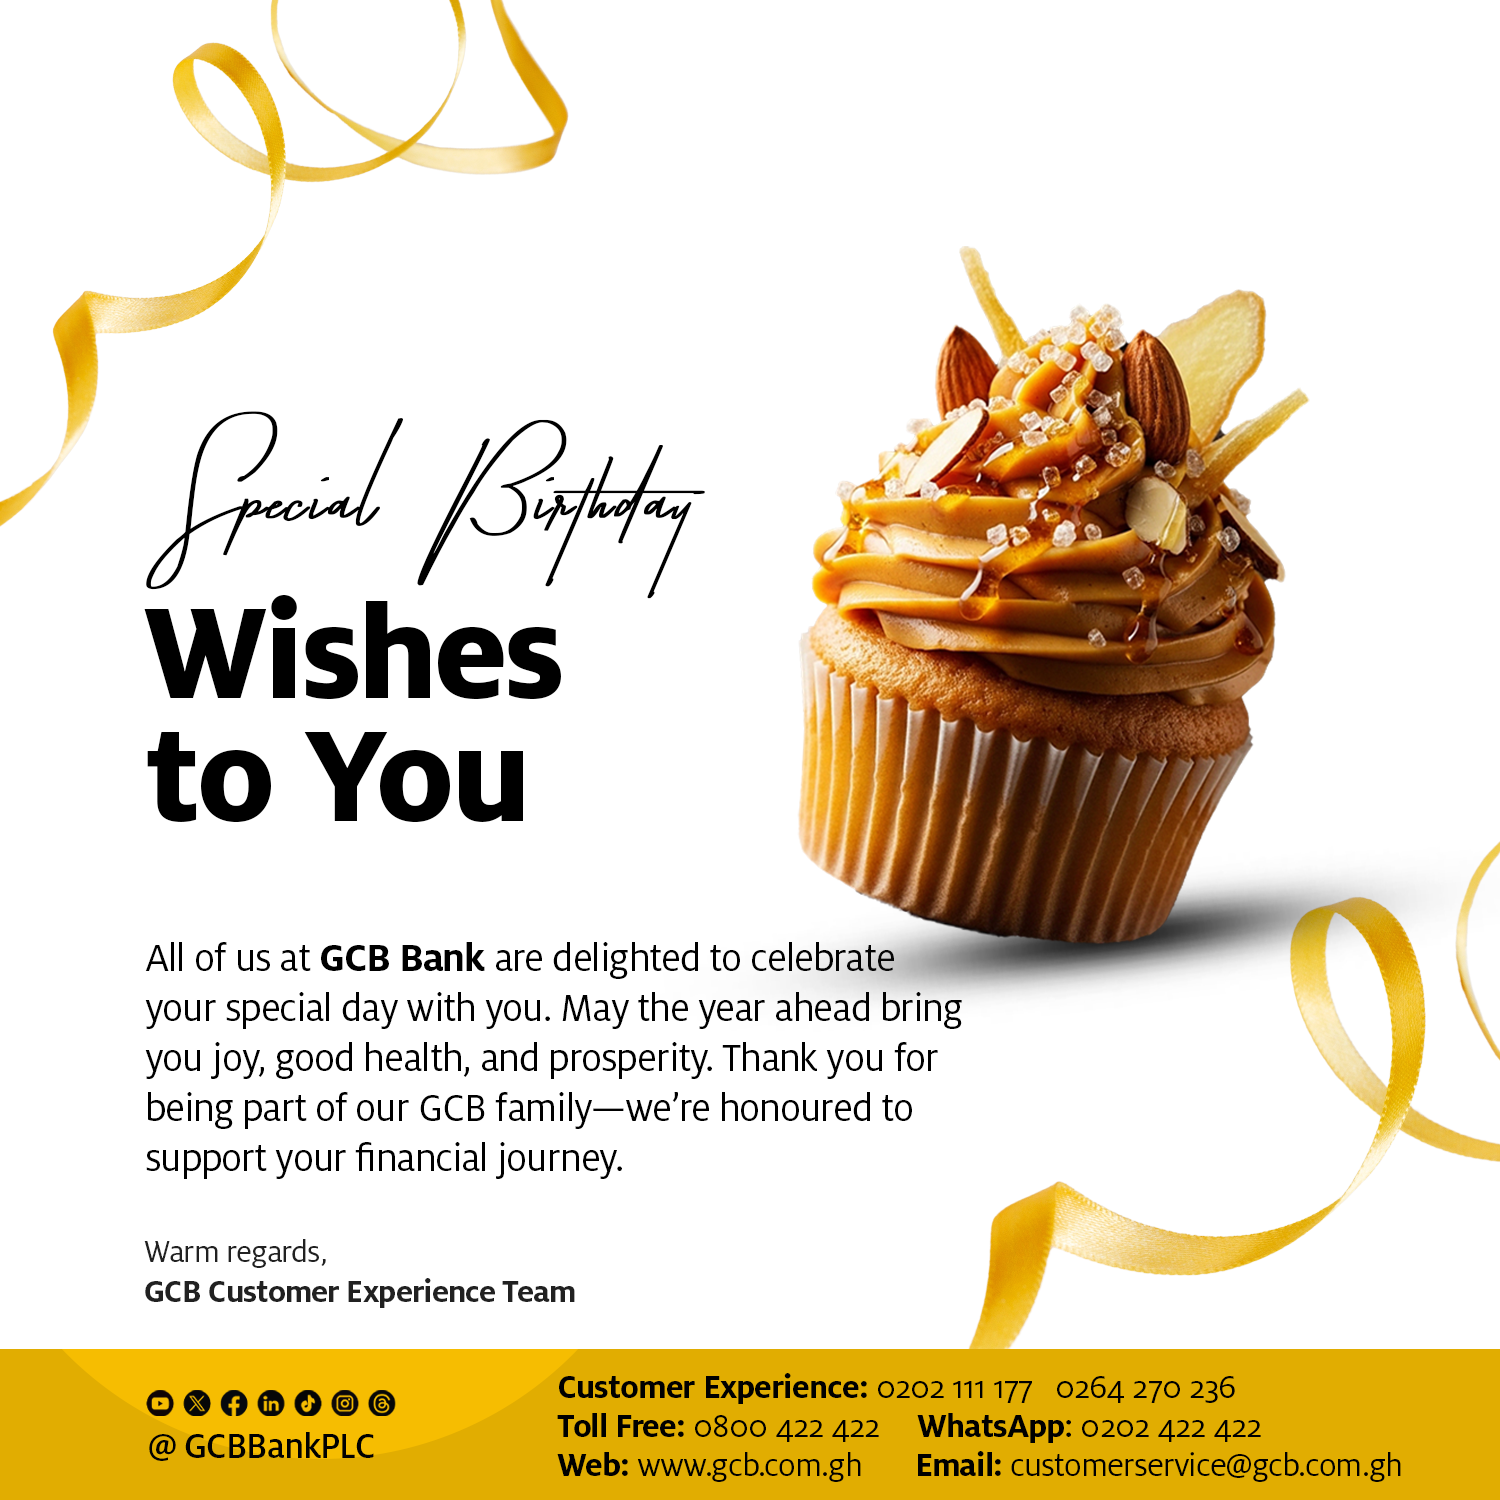 Special Birthday
Wishes
to You
All of us at GCB Bank are delighted to celebrate
your special day with you. May the year ahead bring
you joy, good health, and prosperity. Thank you for
being part of our GCB family—we’re honoured to
support your financial journey.
Warm regards,
GCB Customer Experience Team
@ GCBBankPLC
Customer Experience: 0202 111 177 0264 270 236
Toll Free: 0800 422 422 WhatsApp: 0202 422 422
Web: www.gcb.com.gh Email: customerservice@gcb.com.gh